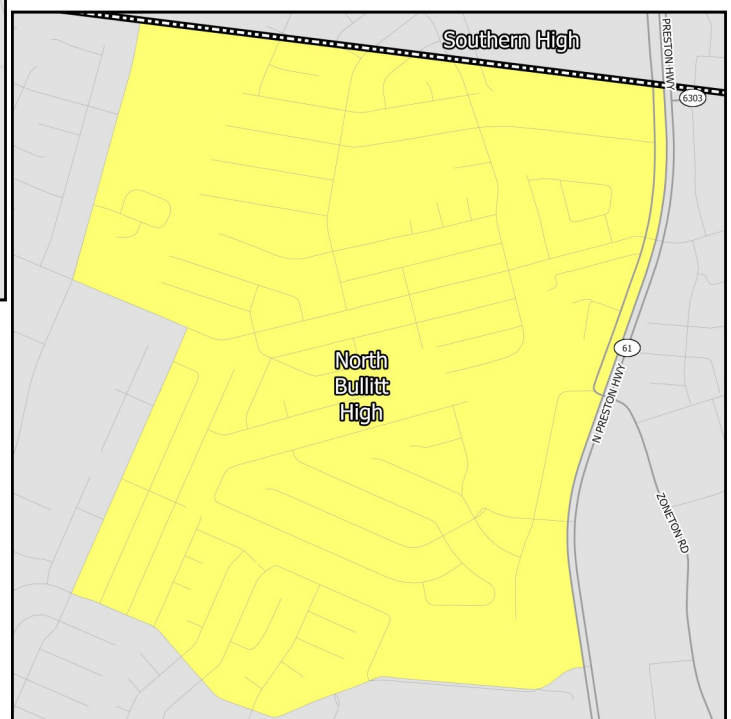 Southern High
PRESTON HWY
6303
North
Bullitt
High
61
N PRESTON HWY
ZONETON RD